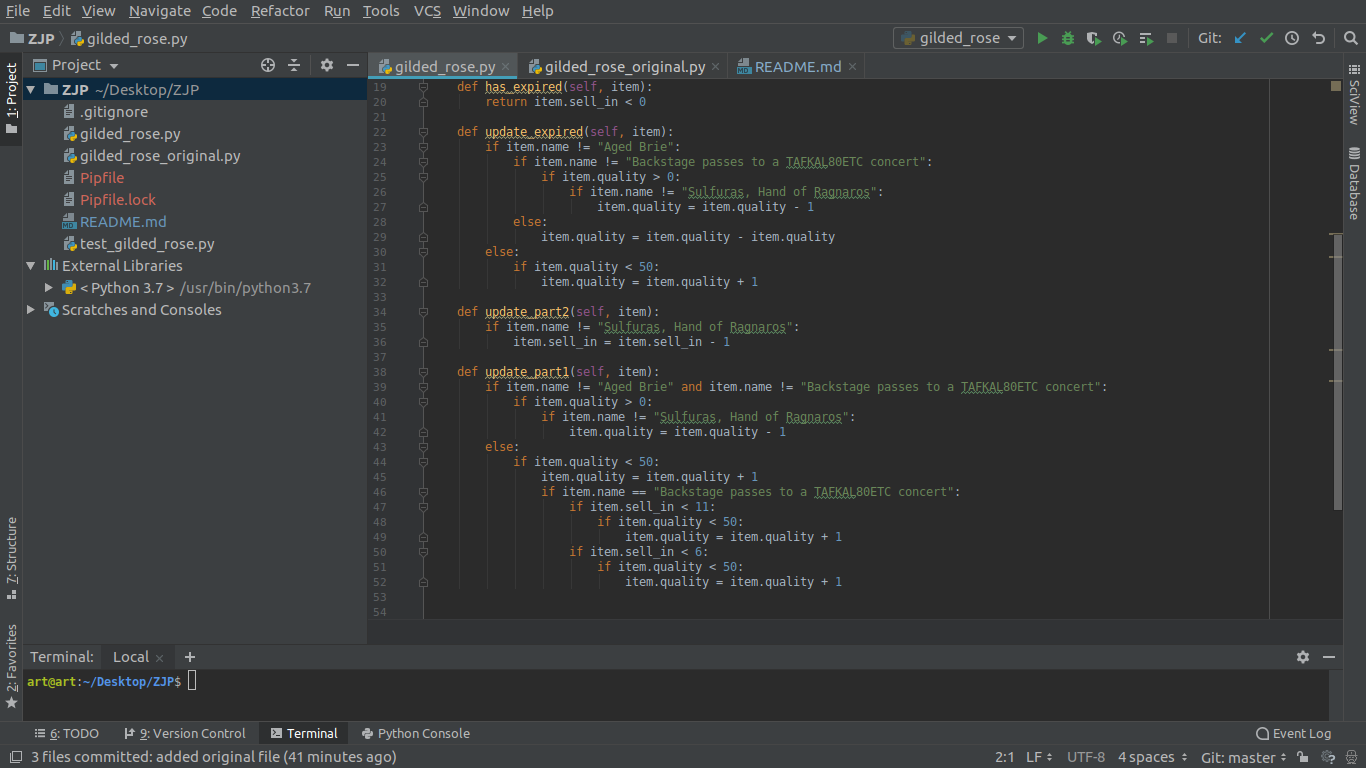 File Edit View Navigate Code Refactor Run Tools VCS Window Help
ZJP gilded_rose.py gilded_rose Git:
Project gilded_rose.py gilded_rose_original.py README.md
1: Project
7: Structure
2: Favorites
ZJP ~/Desktop/ZJP
.gitignore
gilded_rose.py
gilded_rose_original.py
Pipfile
Pipfile.lock
README.md
test_gilded_rose.py
External Libraries
< Python 3.7 > /usr/bin/python3.7
Scratches and Consoles
19 def has_expired(self, item):
20 return item.sell_in < 0
21
22 def update_expired(self, item):
23 if item.name != "Aged Brie":
24 if item.name != "Backstage passes to a TAFKAL80ETC concert":
25 if item.quality > 0:
26 if item.name != "Sulfuras, Hand of Ragnaros":
27 item.quality = item.quality - 1
28 else:
29 item.quality = item.quality - item.quality
30 else:
31 if item.quality < 50:
32 item.quality = item.quality + 1
33
34 def update_part2(self, item):
35 if item.name != "Sulfuras, Hand of Ragnaros":
36 item.sell_in = item.sell_in - 1
37
38 def update_part1(self, item):
39 if item.name != "Aged Brie" and item.name != "Backstage passes to a TAFKAL80ETC concert":
40 if item.quality > 0:
41 if item.name != "Sulfuras, Hand of Ragnaros":
42 item.quality = item.quality - 1
43 else:
44 if item.quality < 50:
45 item.quality = item.quality + 1
46 if item.name == "Backstage passes to a TAFKAL80ETC concert":
47 if item.sell_in < 11:
48 if item.quality < 50:
49 item.quality = item.quality + 1
50 if item.sell_in < 6:
51 if item.quality < 50:
52 item.quality = item.quality + 1
53
54
SciView
Database
Terminal: Local
art@art:~/Desktop/ZJP$
6: TODO 9: Version Control Terminal Python Console Event Log
3 files committed: added original file (41 minutes ago) 2:1 LF UTF-8 4 spaces Git: master